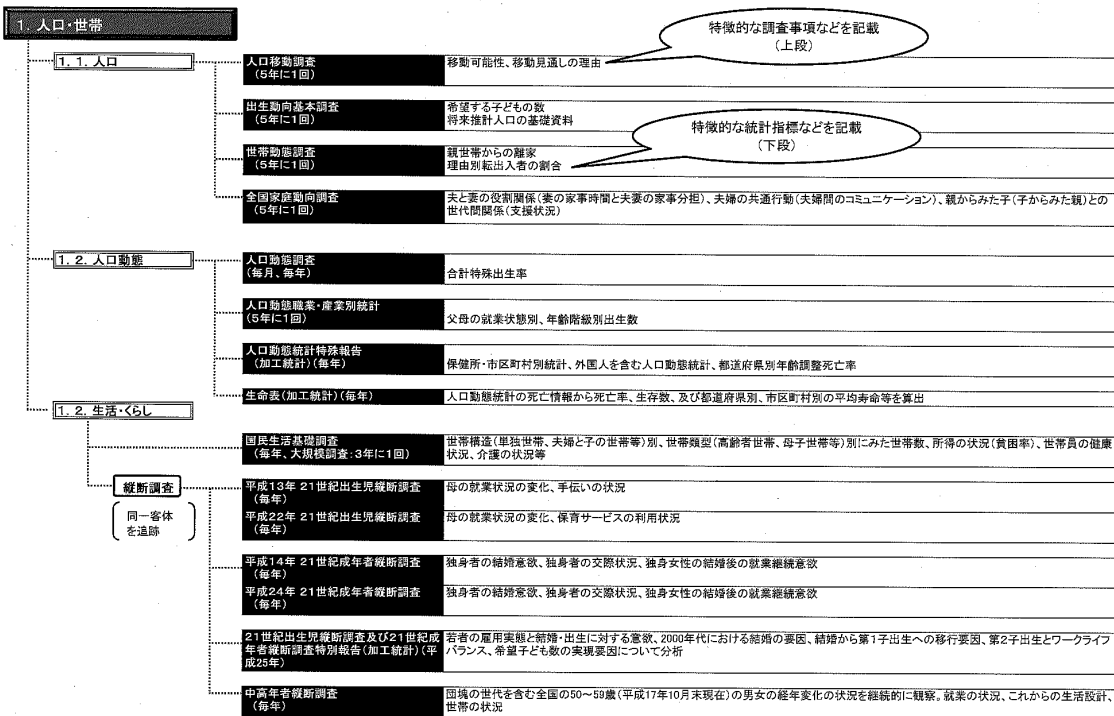 1. 人口・世帯
特徴的な調査事項などを記載
(上段)
1. 1. 人口
人口移動調査
(5年に1回)
移動可能性、移動見通しの理由
出生動向基本調査
(5年に1回)
希望する子どもの数
将来推計人口の基礎資料
特徴的な統計指標などを記載
(下段)
世帯動態調査
(5年に1回)
親世帯からの離家
理由別転出入者の割合
全国家庭動向調査
(5年に1回)
夫と妻の役割関係(妻の家事時間と夫妻の家事分担)、夫婦の共通行動(夫婦間のコミュニケーション)、親からみた子(子からみた親)との
世代間関係(支援状況)
1. 2. 人口動態
人口動態調査
(毎月、毎年)
合計特殊出生率
人口動態職業・産業別統計
(5年に1回)
父母の就業状態別、年齢階級別出生数
人口動態統計特殊報告
(加工統計)(毎年)
保健所・市区町村別統計、外国人を含む人口動態統計、都道府県別年齢調整死亡率
生命表(加工統計)(毎年)
人口動態統計の死亡情報から死亡率、生存数、及び都道府県別、市区町村別の平均寿命等を算出
1. 2. 生活・くらし
国民生活基礎調査
(毎年、大規模調査:3年に1回)
世帯構造(単独世帯、夫婦と子の世帯等)別、世帯類型(高齢者世帯、母子世帯等)別にみた世帯数、所得の状況(貧困率)、世帯員の健康
状況、介護の状況等
縦断調査
同一客体
を追跡
平成13年 21世紀出生児縦断調査
(毎年)
母の就業状況の変化、手伝いの状況
平成22年 21世紀出生児縦断調査
(毎年)
母の就業状況の変化、保育サービスの利用状況
平成14年 21世紀成年者縦断調査
(毎年)
独身者の結婚意欲、独身者の交際状況、独身女性の結婚後の就業継続意欲
平成24年 21世紀成年者縦断調査
(毎年)
独身者の結婚意欲、独身者の交際状況、独身女性の結婚後の就業継続意欲
21世紀出生児縦断調査及び21世紀成
年者縦断調査特別報告(加工統計)(平
成25年)
若者の雇用実態と結婚・出生に対する意欲、2000年代における結婚の要因、結婚から第1子出生への移行要因、第2子出生とワークライフ
バランス、希望子ども数の実現要因について分析
中高年者縦断調査
(毎年)
団塊の世代を含む全国の50～59歳(平成17年10月末現在)の男女の経年変化の状況を継続的に観察。就業の状況、これからの生活設計、
世帯の状況